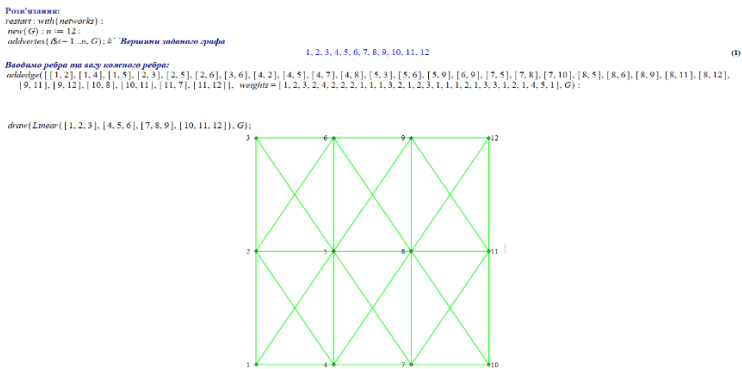 Розв'язання:
restart : with(networks) :
new(G) : n := 12 :
addvertex( i$i = 1 ..n, G) ; #` `Вершини заданого графа
1, 2, 3, 4, 5, 6, 7, 8, 9, 10, 11, 12
(1)
Вводимо ребра та вагу кожного ребра:
addedge([ [ 1, 2], [ 1, 4], [ 1, 5], [ 2, 3], [ 2, 5], [ 2, 6], [ 3, 6], [ 4, 2], [ 4, 5], [ 4, 7], [ 4, 8], [ 5, 3], [ 5, 6], [ 5, 9], [ 6, 9], [ 7, 5], [ 7, 8], [ 7, 10], [ 8, 5], [ 8, 6], [ 8, 9], [ 8, 11], [ 8, 12],
[ 9, 11], [ 9, 12], [ 10, 8], [ 10, 11], [ 11, 7], [ 11, 12] ], weights = [ 1, 2, 3, 2, 4, 2, 2, 2, 1, 1, 1, 3, 2, 1, 2, 3, 1, 1, 1, 2, 1, 3, 3, 1, 2, 1, 4, 5, 1 ], G) :
draw(Linear([ 1, 2, 3], [ 4, 5, 6], [ 7, 8, 9], [ 10, 11, 12]), G);
3 6 9 12
2 5 8 11
1 4 7 10